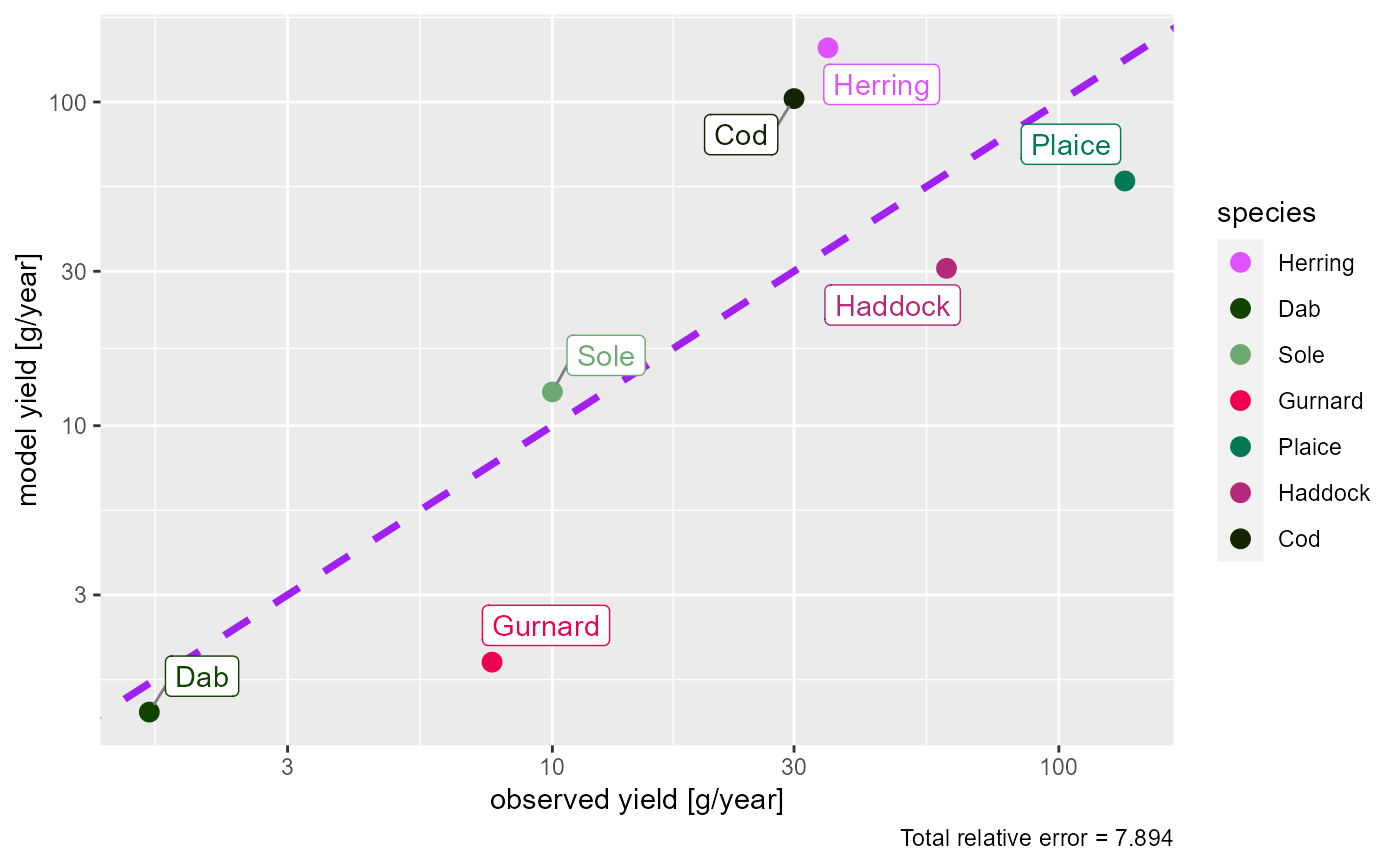 model yield [g/year]
100
30
10
3
Herring
Cod
Plaice
Haddock
Sole
Gurnard
Dab
3
10
30
100
observed yield [g/year]
Total relative error = 7.894
species
Herring
Dab
Sole
Gurnard
Plaice
Haddock
Cod